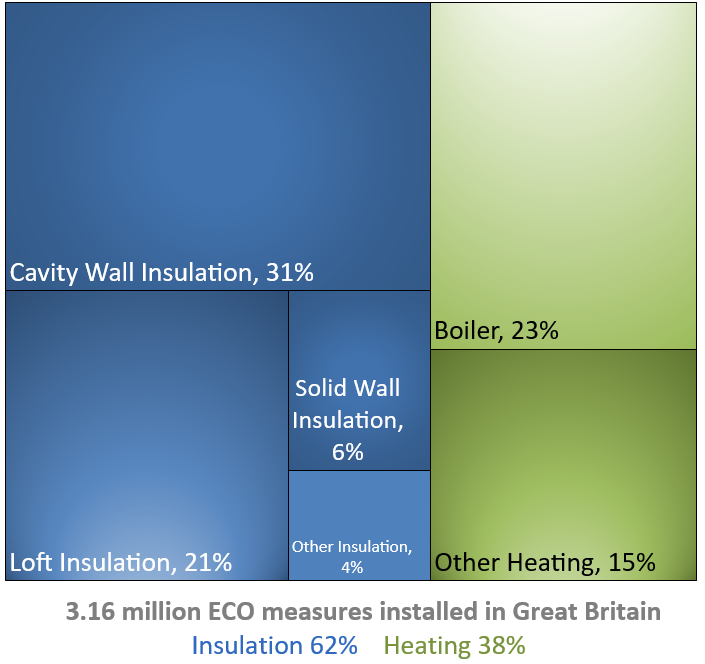 Cavity Wall Insulation, 31%
Boiler, 23%
Solid Wall
Insulation,
6%
Loft Insulation, 21%
Other Insulation,
4%
Other Heating, 15%
3.16 million ECO measures installed in Great Britain
Insulation 62% Heating 38%